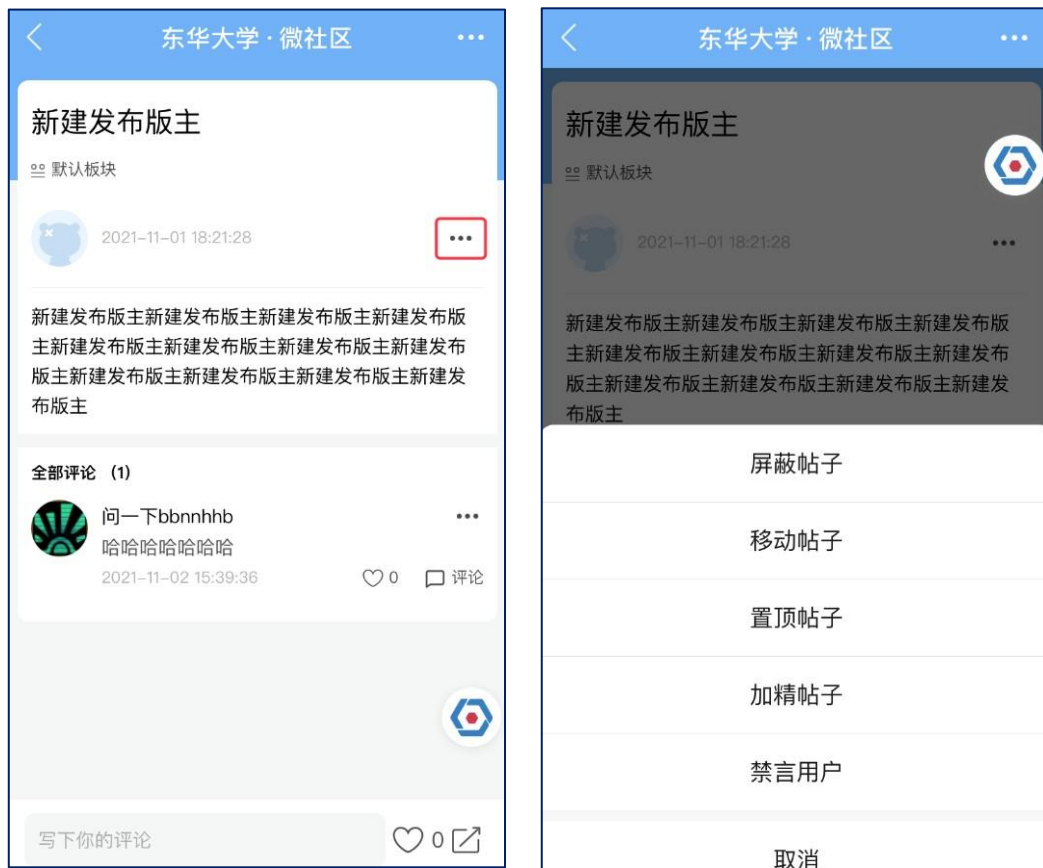 东华大学 · 微社区
新建发布版主
默认板块
2021-11-01 18:21:28
新建发布版主新建发布版主新建发布版主新建发布版
主新建发布版主新建发布版主新建发布版主新建发布
版主新建发布版主新建发布版主新建发布版主新建发
布版主
全部评论 (1)
问一下bbnnhhb
哈哈哈哈哈哈哈
2021-11-02 15:39:36
0 评论
写下你的评论
0
东华大学 · 微社区
新建发布版主
默认板块
2021-11-01 18:21:28
新建发布版主新建发布版主新建发布版主新建发布版
主新建发布版主新建发布版主新建发布版主新建发布
版主新建发布版主新建发布版主新建发布版主新建发
布版主
屏蔽帖子
移动帖子
置顶帖子
加精帖子
禁言用户
取消